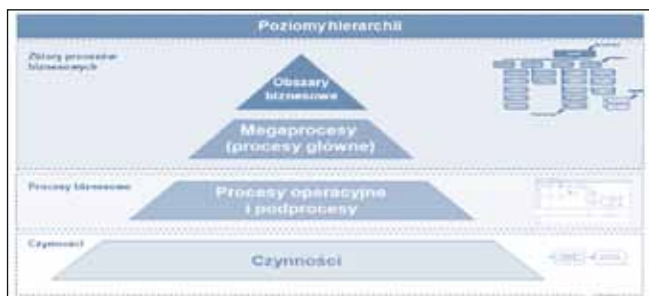 Poziomy hierarchii
Zbiory procesów
biznesowych
Obszary
biznesowe
Megaprocesy
(procesy główne)
Procesy biznesowe
Procesy operacyjne
i podprocesy
Czynności
Czynności